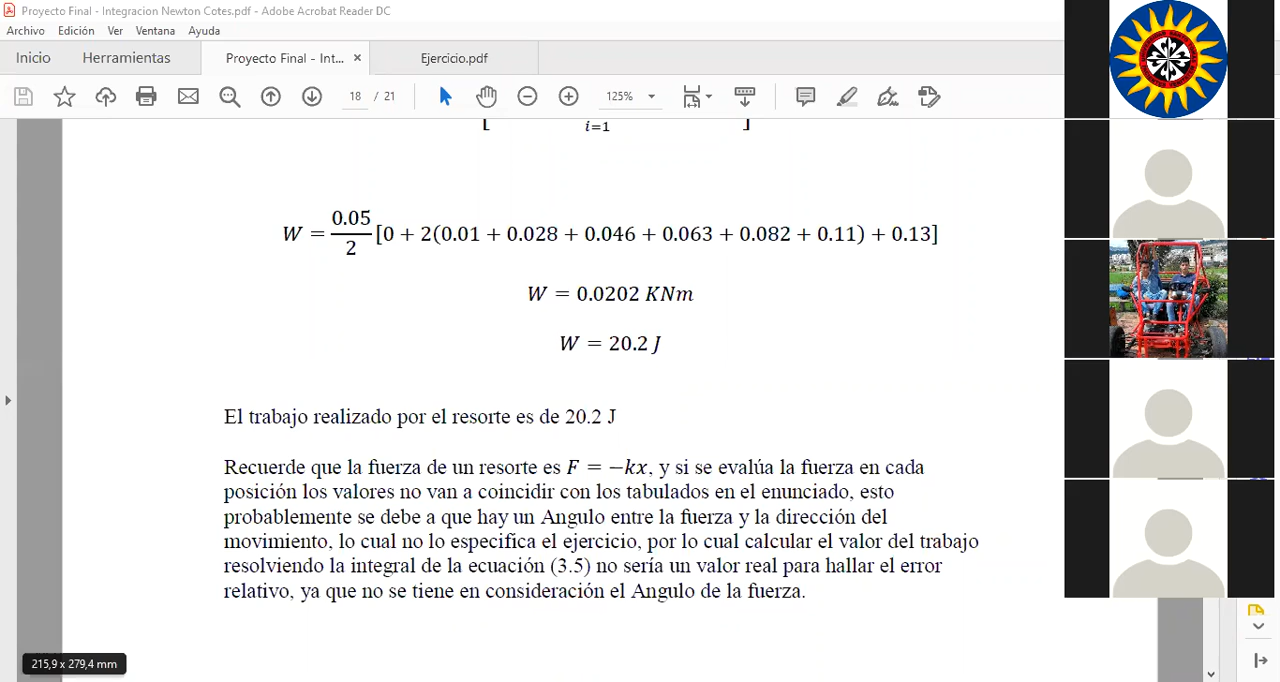 Proyecto Final - Integracion Newton Cotes.pdf - Adobe Acrobat Reader DC
Archivo Edición Ver Ventana Ayuda
Inicio Herramientas Proyecto Final - Int... × Ejercicio.pdf
18 / 21 125%
i=1
W = 0.05/2 [0 + 2(0.01 + 0.028 + 0.046 + 0.063 + 0.082 + 0.11) + 0.13]
W = 0.0202 KNm
W = 20.2 J
El trabajo realizado por el resorte es de 20.2 J
Recuerde que la fuerza de un resorte es F = −kx, y si se evalúa la fuerza en cada
posición los valores no van a coincidir con los tabulados en el enunciado, esto
probablemente se debe a que hay un Angulo entre la fuerza y la dirección del
movimiento, lo cual no lo especifica el ejercicio, por lo cual calcular el valor del trabajo
resolviendo la integral de la ecuación (3.5) no sería un valor real para hallar el error
relativo, ya que no se tiene en consideración el Angulo de la fuerza.
215,9 x 279,4 mm